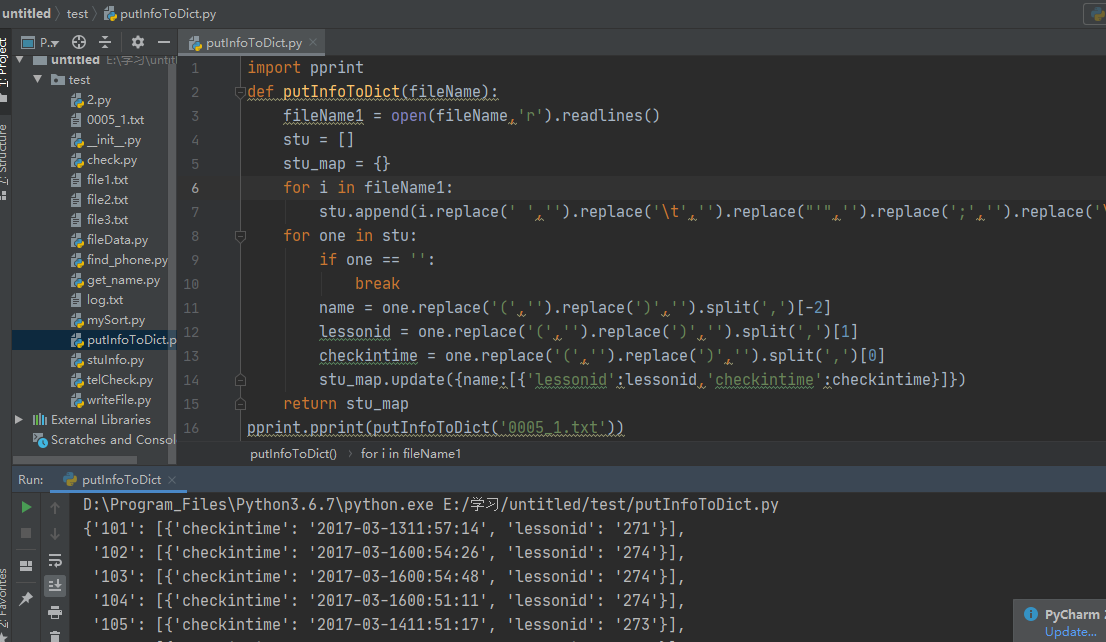 untitled test putInfoToDict.py
P.. putInfoToDict.py
1: Project
untitled E:\学习\unti
test
2.py
0005_1.txt
__init__.py
check.py
file1.txt
file2.txt
file3.txt
fileData.py
find_phone.py
get_name.py
log.txt
mySort.py
putInfoToDict.p
stuInfo.py
telCheck.py
writeFile.py
External Libraries
Scratches and Consol
7: Structure
2: Favorites
1 import pprint
2 def putInfoToDict(fileName):
3 fileName1 = open(fileName,'r').readlines()
4 stu = []
5 stu_map = {}
6 for i in fileName1:
7 stu.append(i.replace(' ','').replace('\t','').replace("'",'').replace(';','').replace('\
8 for one in stu:
9 if one == '':
10 break
11 name = one.replace('(','').replace(')','').split(',')[-2]
12 lessonid = one.replace('(','').replace(')','').split(',')[1]
13 checkintime = one.replace('(','').replace(')','').split(',')[0]
14 stu_map.update({name:[{'lessonid':lessonid,'checkintime':checkintime}]})
15 return stu_map
16 pprint.pprint(putInfoToDict('0005_1.txt'))
putInfoToDict() for i in fileName1
Run: putInfoToDict
D:\Program_Files\Python3.6.7\python.exe E:/学习/untitled/test/putInfoToDict.py
{'101': [{'checkintime': '2017-03-1311:57:14', 'lessonid': '271'}],
'102': [{'checkintime': '2017-03-1600:54:26', 'lessonid': '274'}],
'103': [{'checkintime': '2017-03-1600:54:48', 'lessonid': '274'}],
'104': [{'checkintime': '2017-03-1600:51:11', 'lessonid': '274'}],
'105': [{'checkintime': '2017-03-1411:51:17', 'lessonid': '273'}],
PyCharm 2
Update...